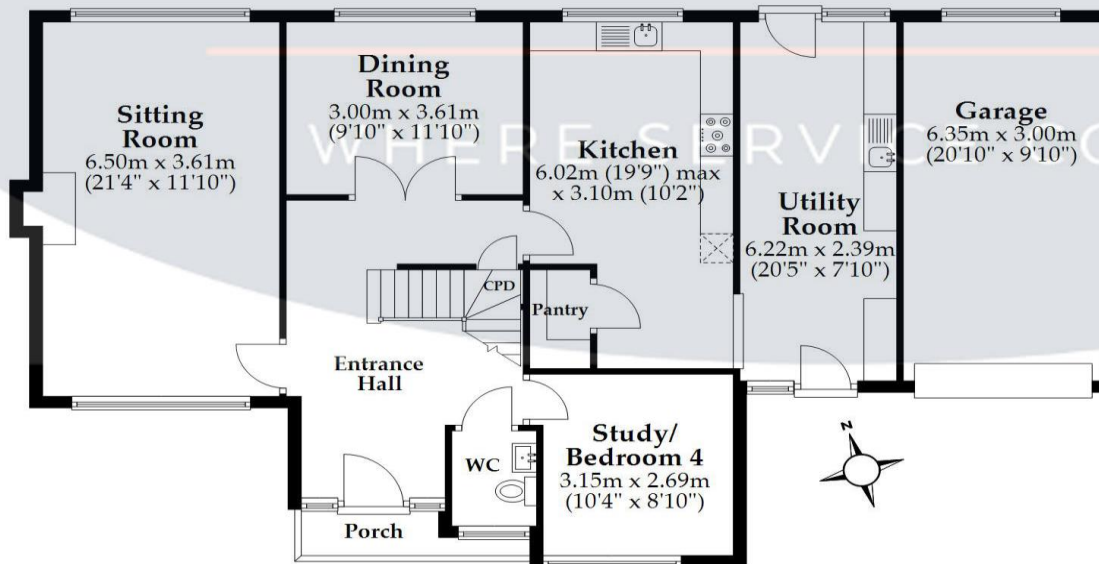 Sitting
Room
6.50m x 3.61m
(21'4" x 11'10")
Dining
Room
3.00m x 3.61m
(9'10" x 11'10")
WHERE SERVICE CO
Kitchen
6.02m (19'9") max
x 3.10m (10'2")
Utility
Room
6.22m x 2.39m
(20'5" x 7'10")
Garage
6.35m x 3.00m
(20'10" x 9'10")
CPD
Pantry
Entrance
Hall
WC
Study/
Bedroom 4
3.15m x 2.69m
(10'4" x 8'10")
Porch
N